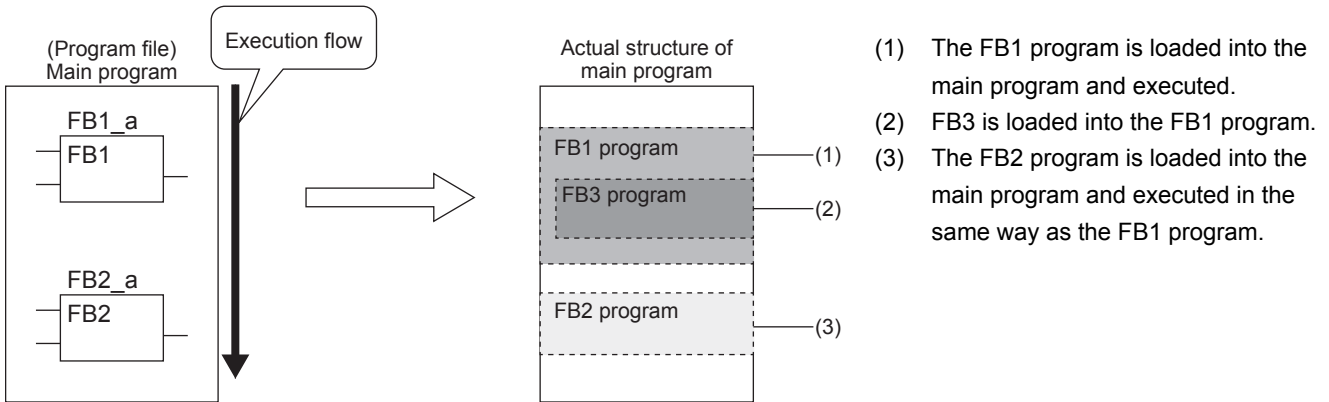 (Program file)
Main program
Execution flow
FB1_a
FB1
FB2_a
FB2
Actual structure of
main program
FB1 program
(1)
FB3 program
(2)
FB2 program
(3)
(1) The FB1 program is loaded into the
main program and executed.
(2) FB3 is loaded into the FB1 program.
(3) The FB2 program is loaded into the
main program and executed in the
same way as the FB1 program.